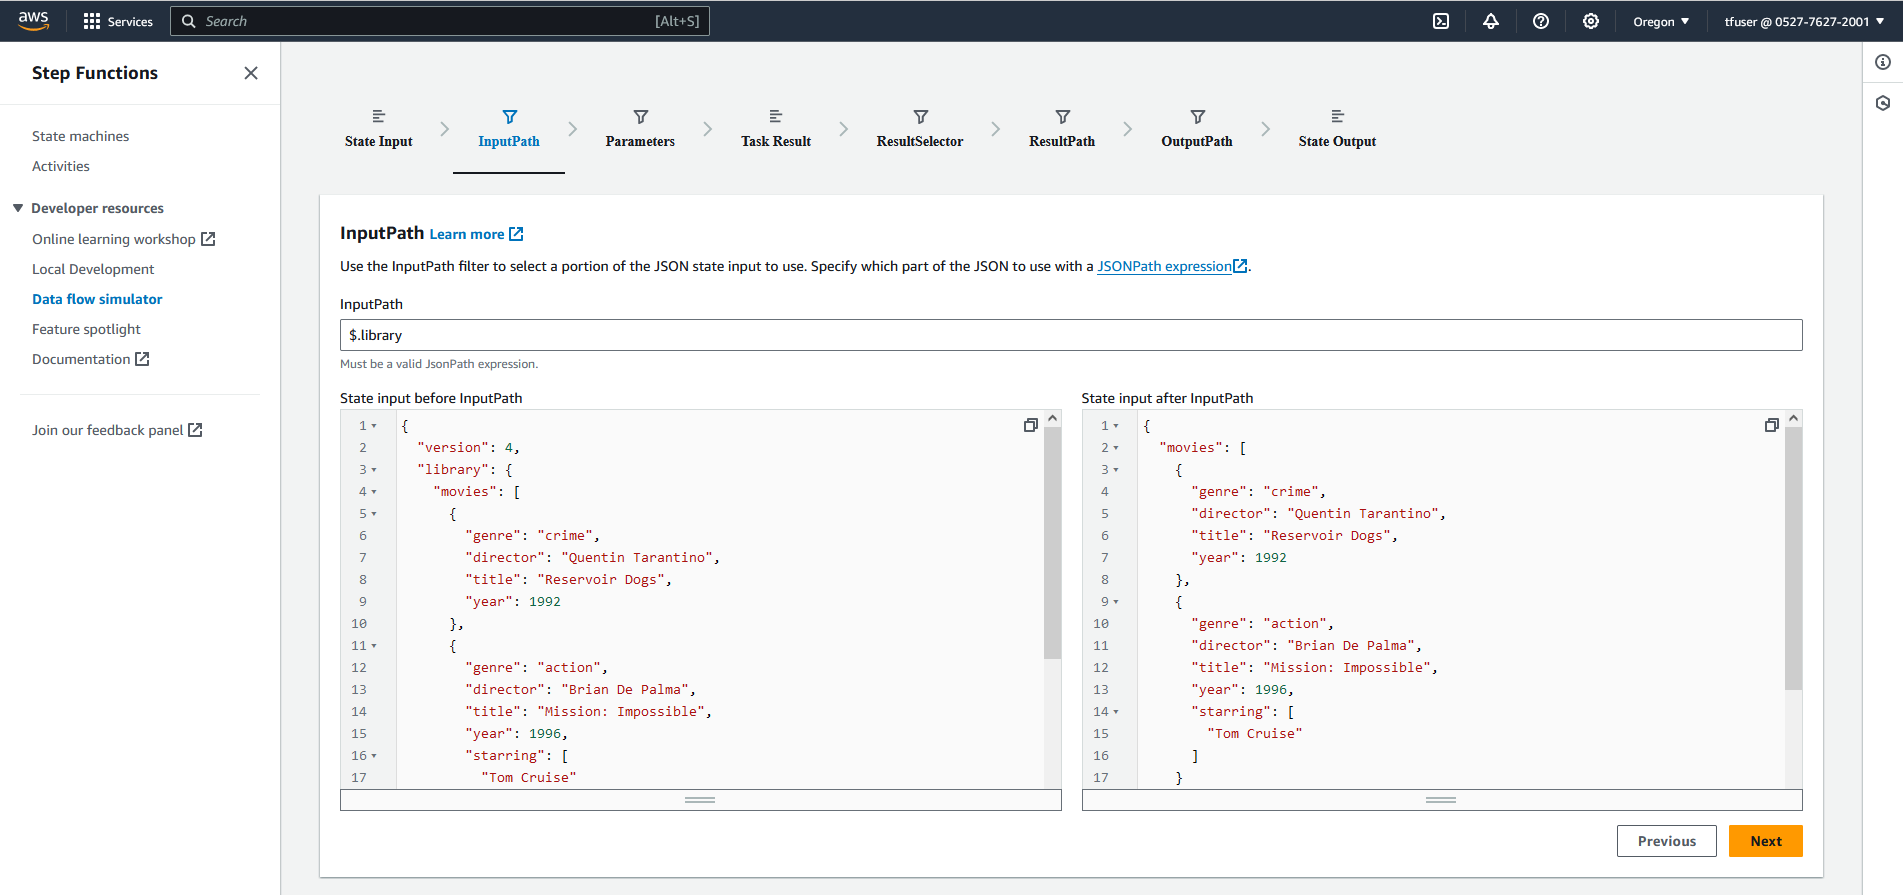 aws
Services
Search
[Alt+S]
Oregon
tfuser @ 0527-7627-2001
Step Functions
State machines
Activities
Developer resources
Online learning workshop
Local Development
Data flow simulator
Feature spotlight
Documentation
Join our feedback panel
State Input
InputPath
Parameters
Task Result
ResultSelector
ResultPath
OutputPath
State Output
InputPath Learn more
Use the InputPath filter to select a portion of the JSON state input to use. Specify which part of the JSON to use with a JSONPath expression.
InputPath
$.library
Must be a valid JsonPath expression.
State input before InputPath
1 {
2 "version": 4,
3 "library": {
4 "movies": [
5 {
6 "genre": "crime",
7 "director": "Quentin Tarantino",
8 "title": "Reservoir Dogs",
9 "year": 1992
10 },
11 {
12 "genre": "action",
13 "director": "Brian De Palma",
14 "title": "Mission: Impossible",
15 "year": 1996,
16 "starring": [
17 "Tom Cruise"
State input after InputPath
1 {
2 "movies": [
3 {
4 "genre": "crime",
5 "director": "Quentin Tarantino",
6 "title": "Reservoir Dogs",
7 "year": 1992
8 },
9 {
10 "genre": "action",
11 "director": "Brian De Palma",
12 "title": "Mission: Impossible",
13 "year": 1996,
14 "starring": [
15 "Tom Cruise"
16 ]
17 }
Previous
Next